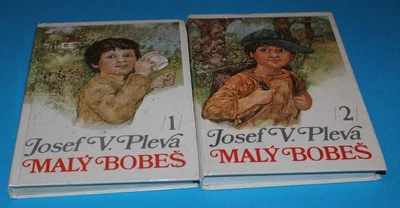 /1/
Josef V. Pleva
MALÝ BOBEŠ
/2/
Josef V. Pleva
MALÝ BOBEŠ